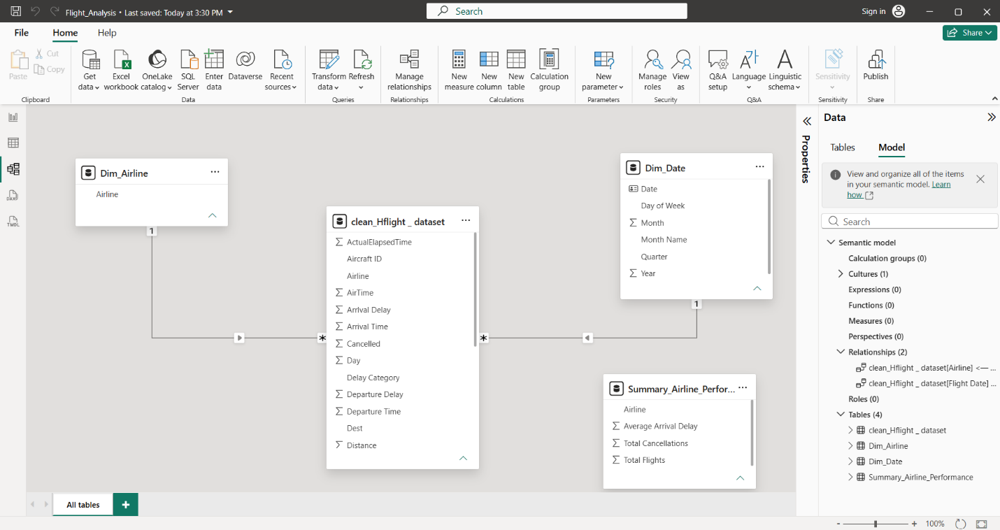 Flight_Analysis • Last saved: Today at 3:30 PM
Search
Sign in
File
Home
Help
Share
Paste
Cut
Copy
Clipboard
Get data
Excel workbook
OneLake catalog
SQL Server
Enter data
Dataverse
Recent sources
Data
Transform data
Refresh
Queries
Manage relationships
Relationships
New measure
New column
New table
Calculation group
Calculations
New parameter
Parameters
Manage roles
View as
Security
Q&A setup
Language
Linguistic schema
Q&A
Sensitivity
Sensitivity
Publish
Share
DAX
TMDL
Dim_Airline
Airline
1
clean_Hflight _ dataset
ActualElapsedTime
Aircraft ID
Airline
AirTime
Arrival Delay
Arrival Time
Cancelled
Day
Delay Category
Departure Delay
Departure Time
Dest
Distance
*
*
Dim_Date
Date
Day of Week
Month
Month Name
Quarter
Year
1
Summary_Airline_Perfor...
Airline
Average Arrival Delay
Total Cancellations
Total Flights
Properties
Data
Tables
Model
View and organize all of the items
in your semantic model. Learn
how
Search
Semantic model
Calculation groups (0)
Cultures (1)
Expressions (0)
Functions (0)
Measures (0)
Perspectives (0)
Relationships (2)
clean_Hflight _ dataset[Airline] <— ...
clean_Hflight _ dataset[Flight Date] ...
Roles (0)
Tables (4)
clean_Hflight _ dataset
Dim_Airline
Dim_Date
Summary_Airline_Performance
All tables
+
- + 100%